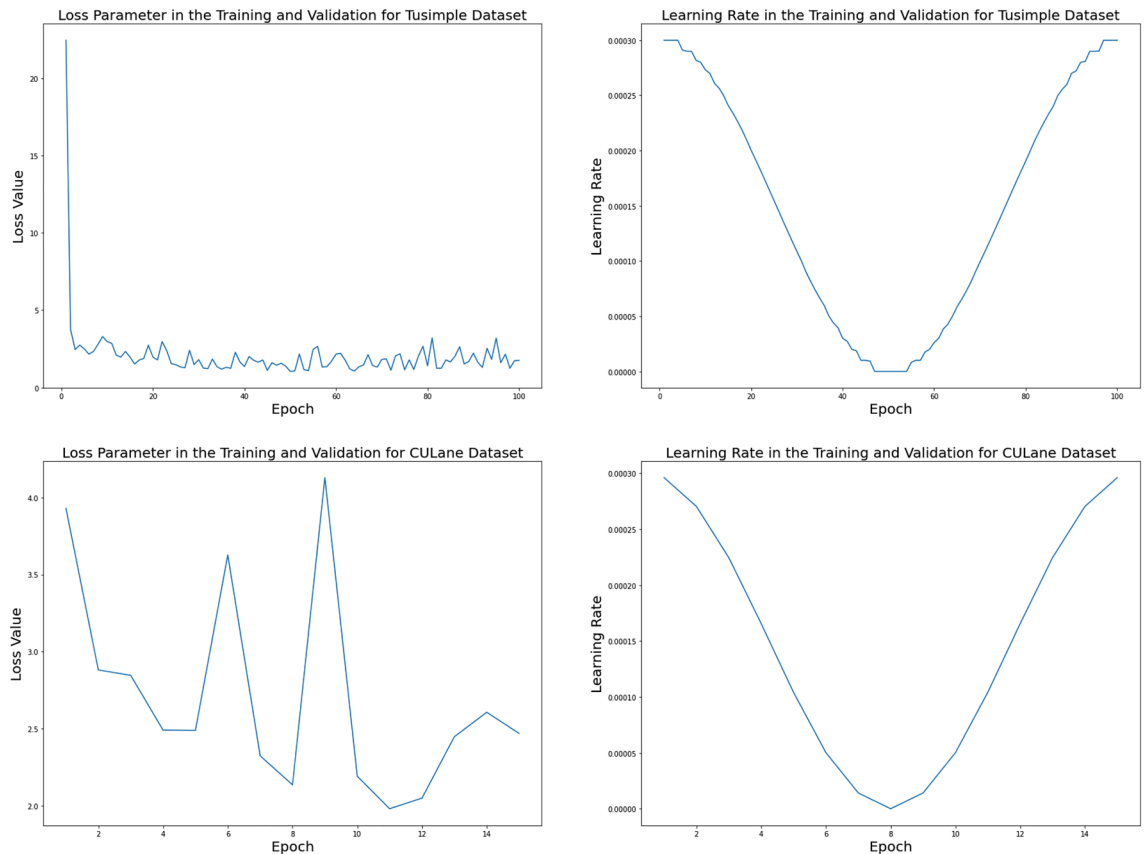 Loss Parameter in the Training and Validation for Tusimple Dataset
Loss Value
20
15
10
5
0
0 20 40 60 80 100
Epoch
Learning Rate in the Training and Validation for Tusimple Dataset
Learning Rate
0.00030
0.00025
0.00020
0.00015
0.00010
0.00005
0.00000
0 20 40 60 80 100
Epoch
Loss Parameter in the Training and Validation for CULane Dataset
Loss Value
4.0
3.5
3.0
2.5
2.0
2 4 6 8 10 12 14
Epoch
Learning Rate in the Training and Validation for CULane Dataset
Learning Rate
0.00030
0.00025
0.00020
0.00015
0.00010
0.00005
0.00000
2 4 6 8 10 12 14
Epoch